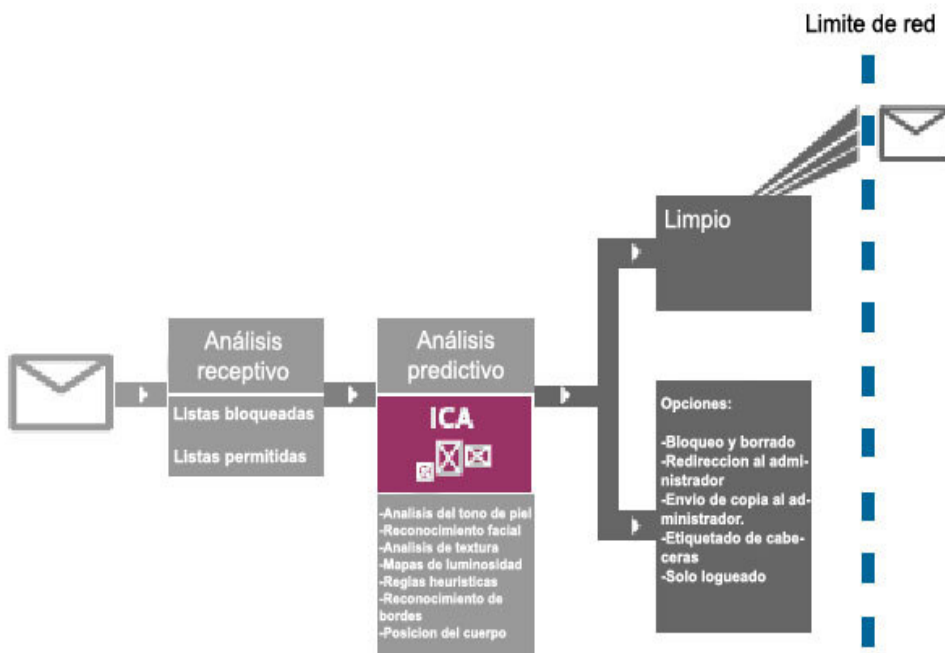 Limite de red
Limpio
Análisis
receptivo
Listas bloqueadas
Listas permitidas
Análisis
predictivo
ICA
-Analisis del tono de piel
-Reconocimiento facial
-Analisis de textura
-Mapas de luminosidad
-Reglas heuristicas
-Reconocimiento de
bordes
-Posicion del cuerpo
Opciones:
-Bloqueo y borrado
-Redireccion al admi-
nistrador
-Envio de copia al ad-
ministrador.
-Etiquetado de cabe-
ceras
-Solo logueado